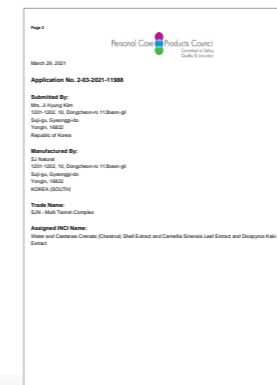 Page 2
Personal Care Products Council
Committed to Safety,
Quality & Innovation
March 29, 2021
Application No. 2-03-2021-11988
Submitted By:
Mrs. Ji Hyung Kim
1201-1202, 10, Dongcheon-ro 113beon-gil
Suji-gu, Gyeonggi-do
Yongin, 16822
Republic of Korea
Manufactured By:
SJ Natural
1201-1202, 10, Dongcheon-ro 113beon-gil
Suji-gu, Gyeonggi-do
Yongin, 16822
KOREA (SOUTH)
Trade Name:
SJN - Multi Tannin Complex
Assigned INCI Name:
Water and Castanea Crenata (Chestnut) Shell Extract and Camellia Sinensis Leaf Extract and Diospyros Kaki
Extract